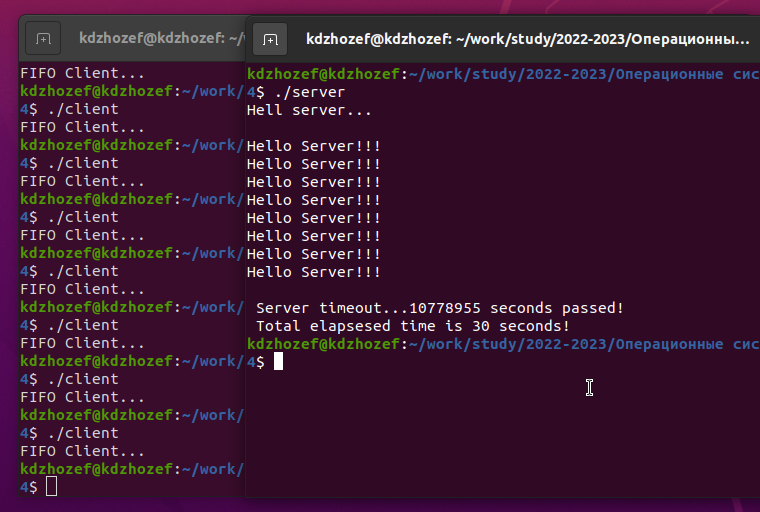 kdzhozef@kdzhozef: ~/
FIFO Client...
kdzhozef@kdzhozef:~/work/
4$ ./client
FIFO Client...
kdzhozef@kdzhozef:~/work/
4$ ./client
FIFO Client...
kdzhozef@kdzhozef:~/work/
4$ ./client
FIFO Client...
kdzhozef@kdzhozef:~/work/
4$ ./client
FIFO Client...
kdzhozef@kdzhozef:~/work/
4$ ./client
FIFO Client...
kdzhozef@kdzhozef:~/work/
4$ ./client
FIFO Client...
kdzhozef@kdzhozef:~/work/
4$ ./client
FIFO Client...
kdzhozef@kdzhozef:~/work/
4$
kdzhozef@kdzhozef: ~/work/study/2022-2023/Операционны...
kdzhozef@kdzhozef:~/work/study/2022-2023/Операционные сис
4$ ./server
Hell server...
Hello Server!!!
Hello Server!!!
Hello Server!!!
Hello Server!!!
Hello Server!!!
Hello Server!!!
Hello Server!!!
Hello Server!!!
Server timeout...10778955 seconds passed!
Total elapsesed time is 30 seconds!
kdzhozef@kdzhozef:~/work/study/2022-2023/Операционные сис
4$